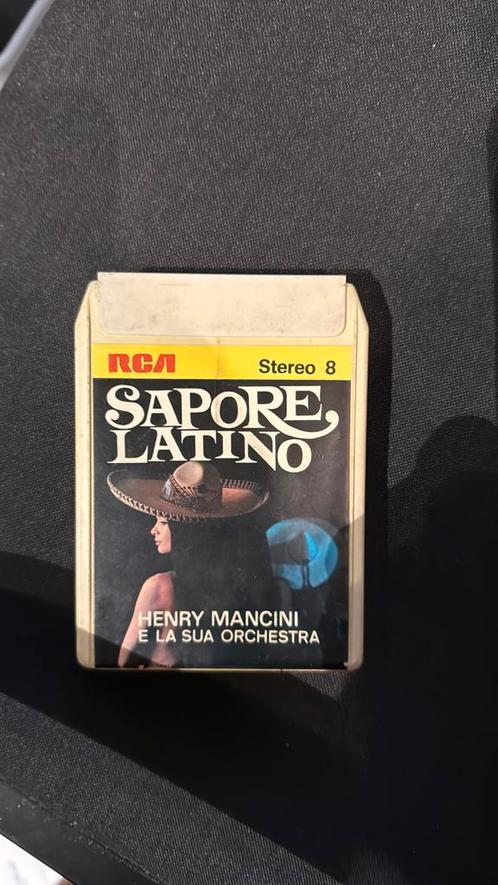 RCA Stereo 8
SAPORE
LATINO
HENRY MANCINI
E LA SUA ORCHESTRA